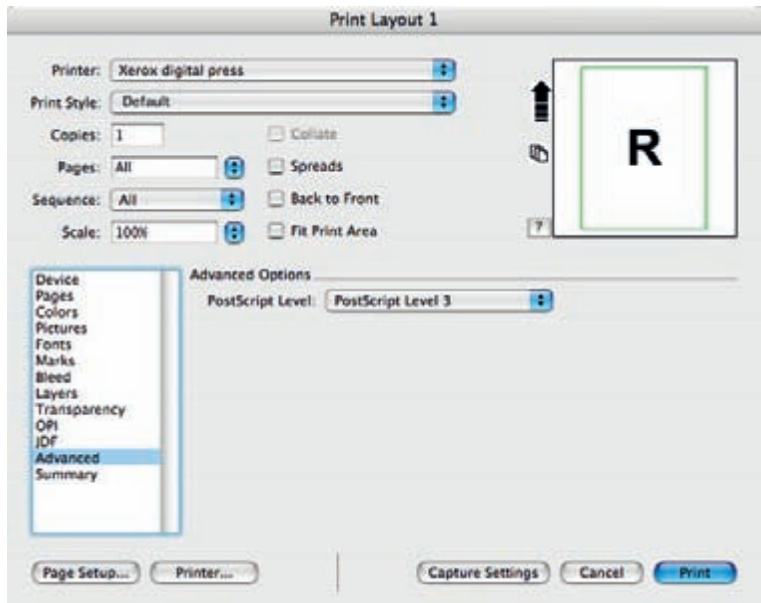 Print Layout 1
Printer: Xerox digital press
Print Style: Default
Copies: 1 Collate
Pages: All Spreads
Sequence: All Back to Front
Scale: 100% Fit Print Area
R
?
Device
Pages
Colors
Pictures
Fonts
Marks
Bleed
Layers
Transparency
OPI
JDF
Advanced
Summary
Advanced Options
PostScript Level: PostScript Level 3
Page Setup... Printer... Capture Settings Cancel Print